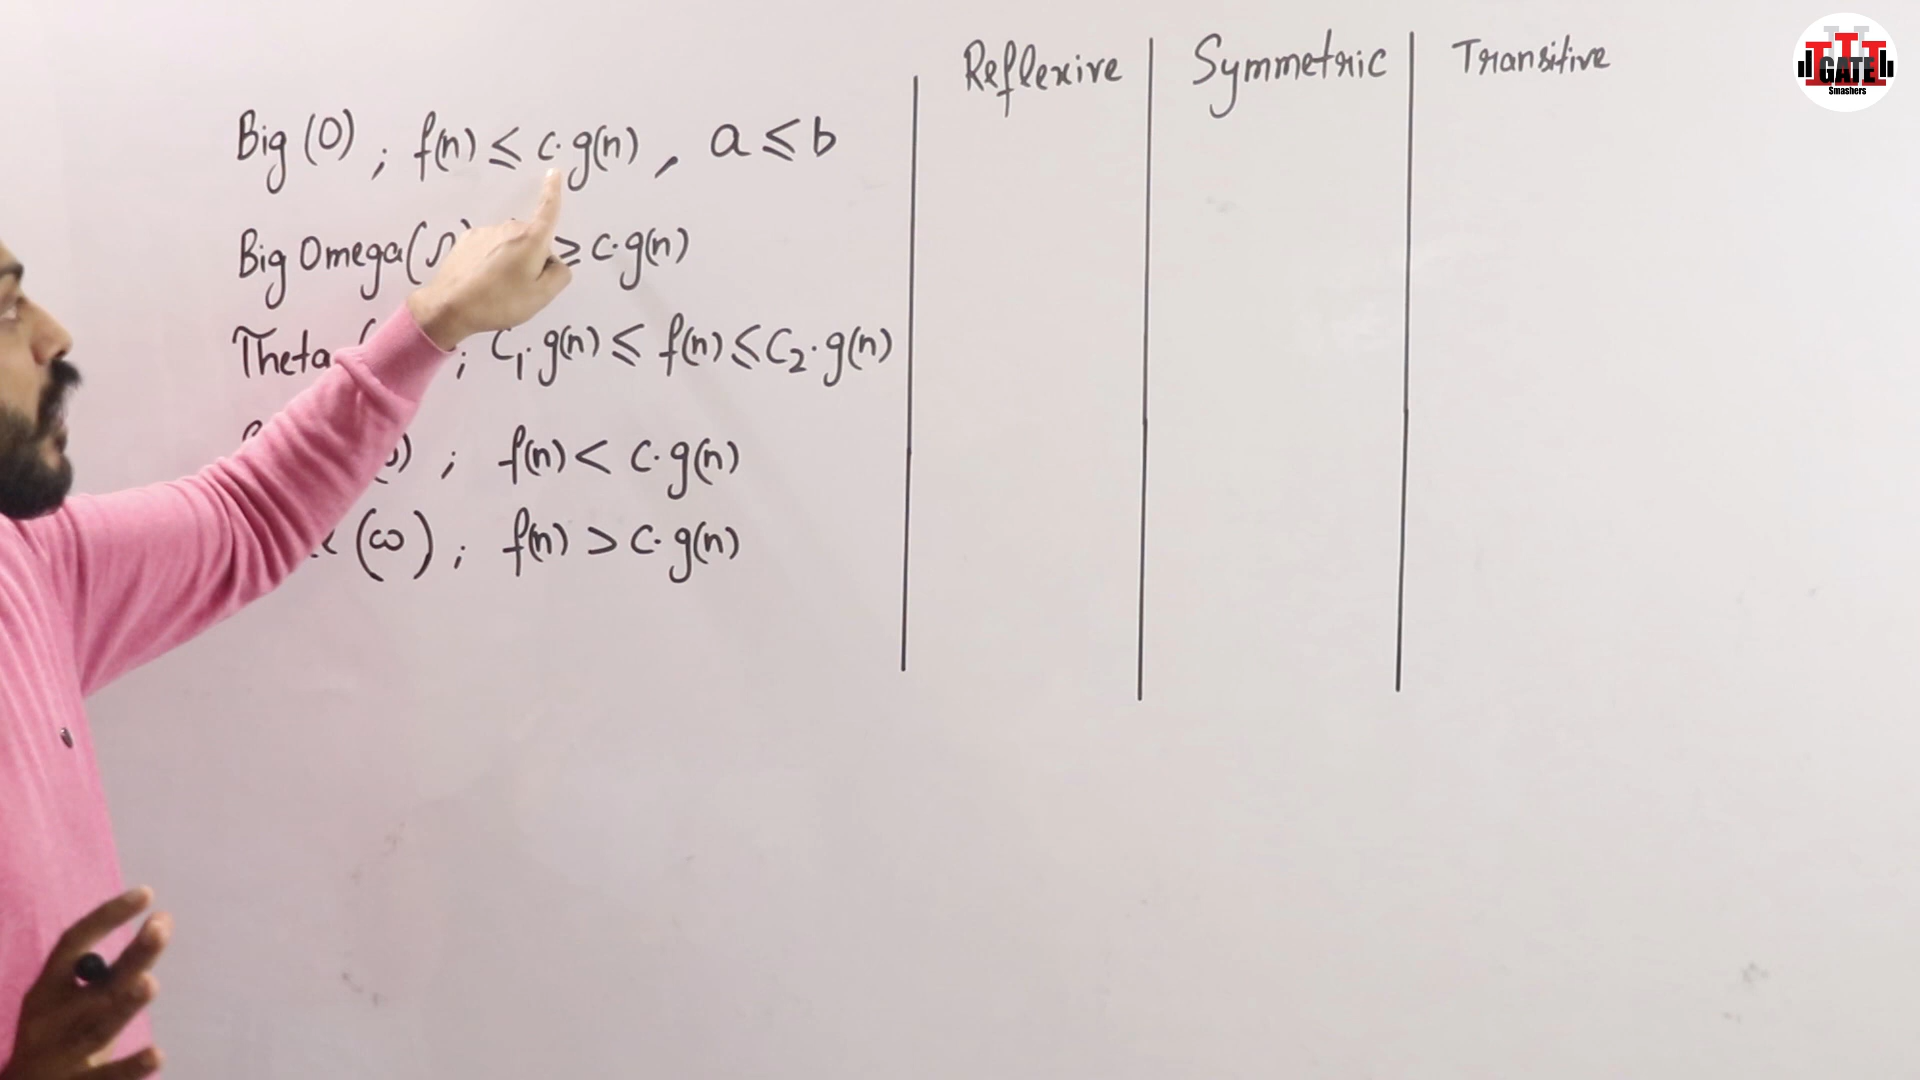 Reflexive Symmetric Transitive
Big (O) ; f(n) ≤ c·g(n) , a ≤ b
Big Omega(Ω) ≥ c·g(n)
Theta ; C₁·g(n) ≤ f(n) ≤ C₂·g(n)
; f(n) < c·g(n)
(ω) ; f(n) > c·g(n)
GATE
Smashers